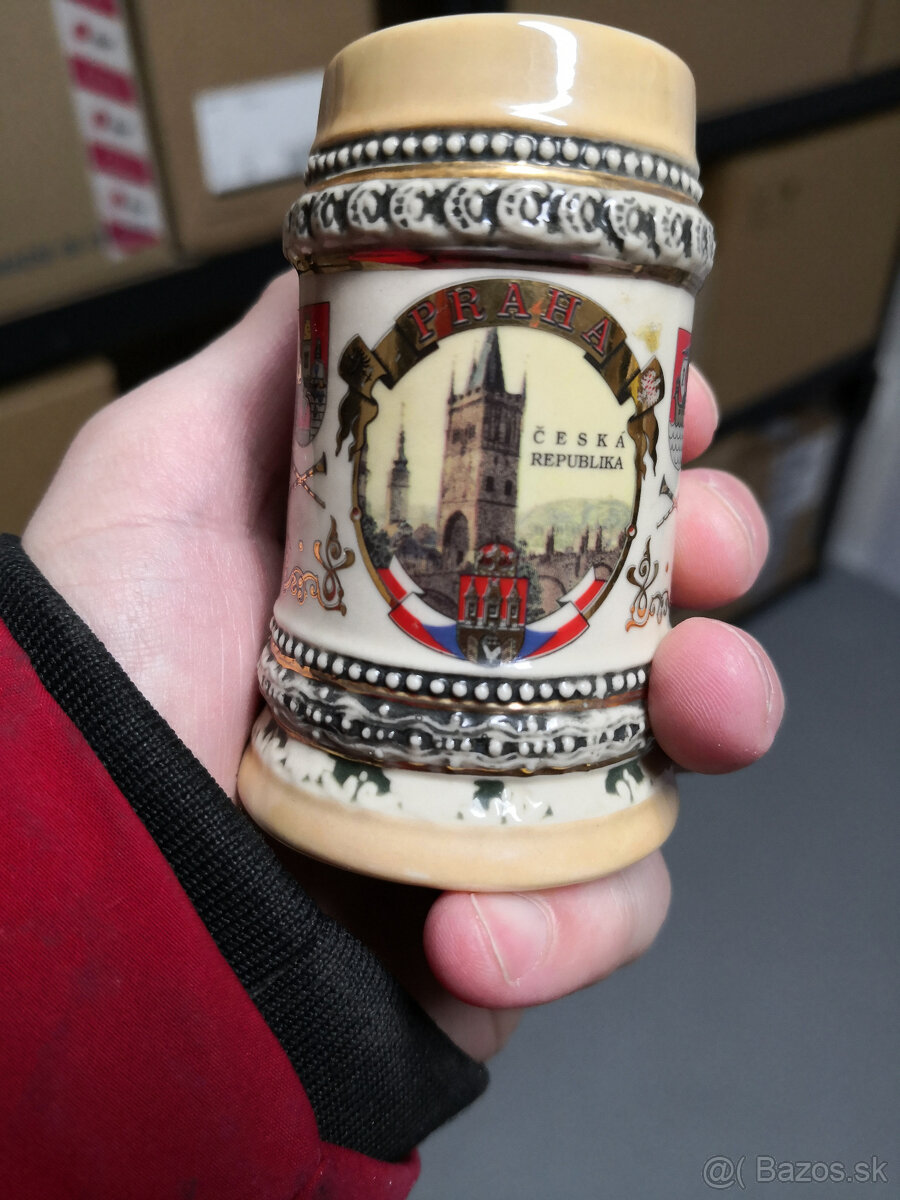 PRAHA
ČESKÁ
REPUBLIKA
@( Bazos.sk